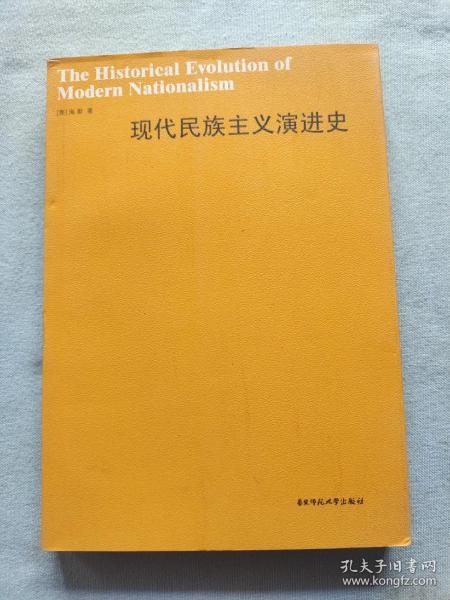 The Historical Evolution of
Modern Nationalism
[美] 海斯 著
现代民族主义演进史
华东师范大学出版社
孔夫子旧书网
www.kongfz.com